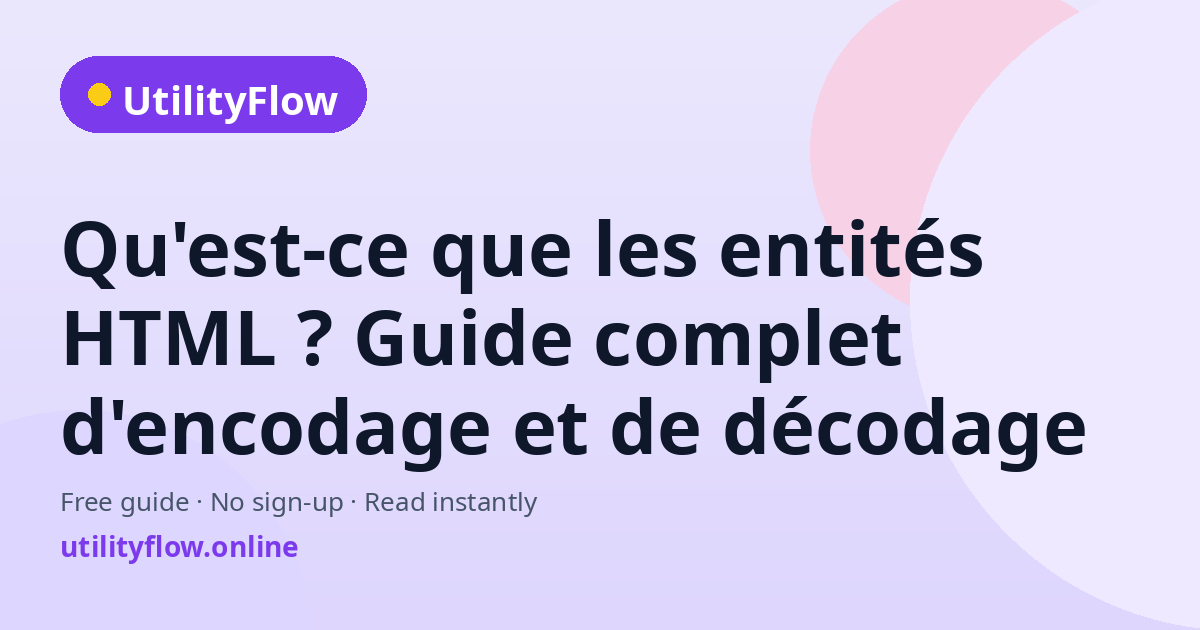 UtilityFlow
Qu'est-ce que les entités
HTML ? Guide complet
d'encodage et de décodage
Free guide · No sign-up · Read instantly
utilityflow.online